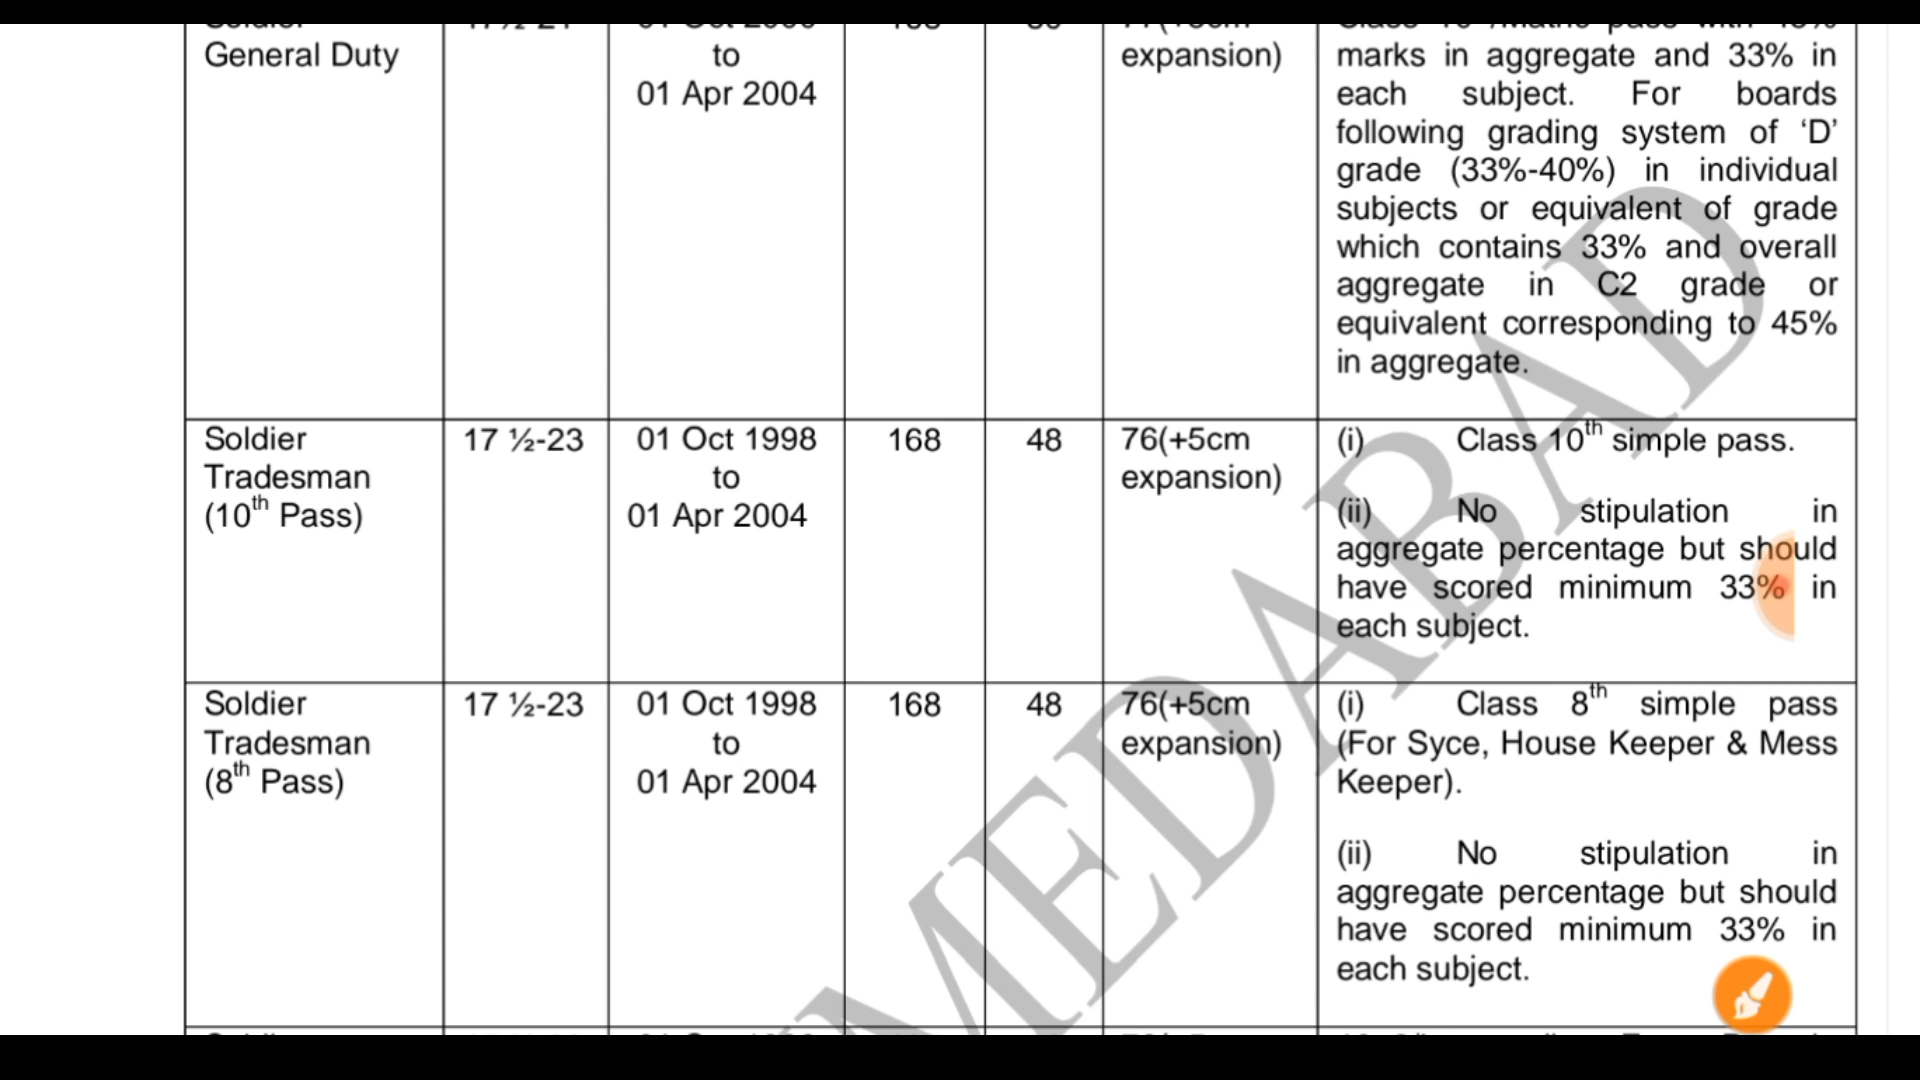 General Duty
to
01 Apr 2004
expansion)
marks in aggregate and 33% in
each subject. For boards
following grading system of ‘D’
grade (33%-40%) in individual
subjects or equivalent of grade
which contains 33% and overall
aggregate in C2 grade or
equivalent corresponding to 45%
in aggregate.
Soldier
Tradesman
(10th Pass)
17 ½-23
01 Oct 1998
to
01 Apr 2004
168
48
76(+5cm
expansion)
(i) Class 10th simple pass.
(ii) No stipulation in
aggregate percentage but should
have scored minimum 33% in
each subject.
Soldier
Tradesman
(8th Pass)
17 ½-23
01 Oct 1998
to
01 Apr 2004
168
48
76(+5cm
expansion)
(i) Class 8th simple pass
(For Syce, House Keeper & Mess
Keeper).
(ii) No stipulation in
aggregate percentage but should
have scored minimum 33% in
each subject.
MEDABAD